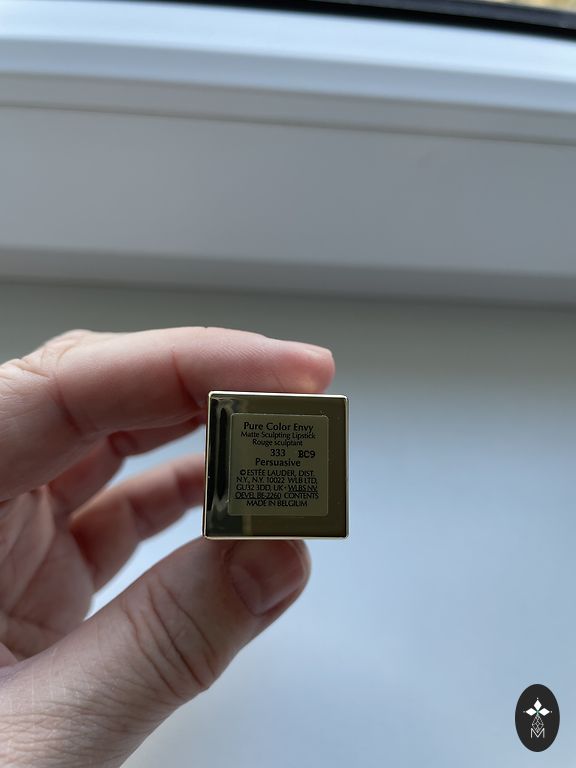 Pure Color Envy
Matte Sculpting Lipstick
Rouge sculptant
333 BC9
Persuasive
© ESTĒE LAUDER, DIST.
N.Y., N.Y. 10022 WLB LTD,
GU32 3DD, UK • WLBS NV,
OEVEL BE-2260 CONTENTS
MADE IN BELGIUM
M